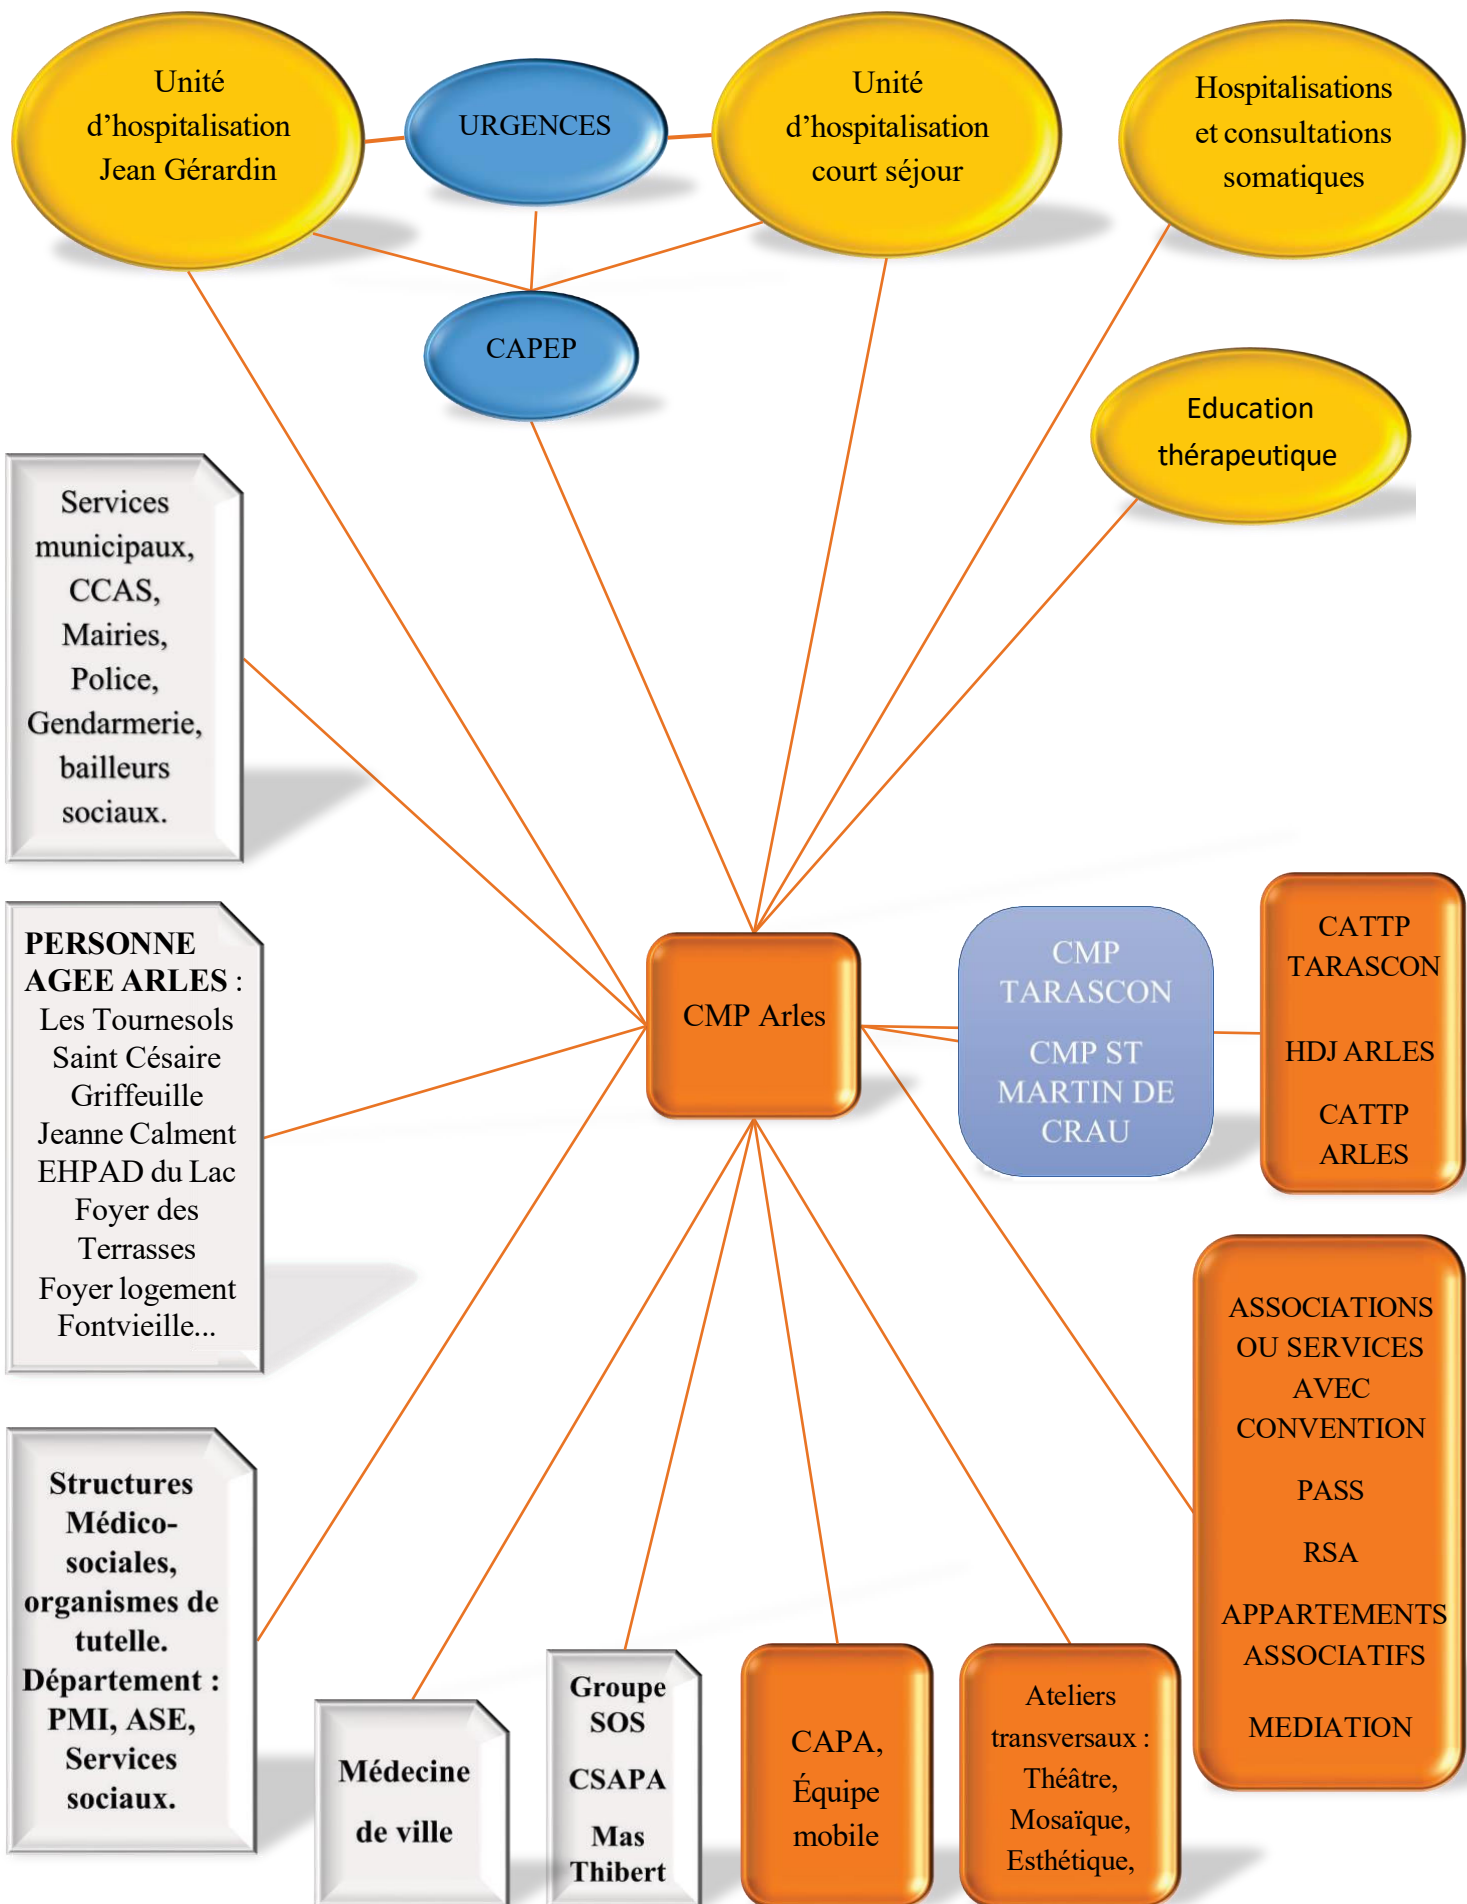 Unité
d’hospitalisation
Jean Gérardin
URGENCES
Unité
d’hospitalisation
court séjour
Hospitalisations
et consultations
somatiques
CAPEP
Education
thérapeutique
Services
municipaux,
CCAS,
Mairies,
Police,
Gendarmerie,
bailleurs
sociaux.
PERSONNE
AGEE ARLES :
Les Tournesols
Saint Césaire
Griffeuille
Jeanne Calment
EHPAD du Lac
Foyer des
Terrasses
Foyer logement
Fontvieille...
CMP Arles
CMP
TARASCON
CMP ST
MARTIN DE
CRAU
CATTP
TARASCON
HDJ ARLES
CATTP
ARLES
ASSOCIATIONS
OU SERVICES
AVEC
CONVENTION
PASS
RSA
APPARTEMENTS
ASSOCIATIFS
MEDIATION
Structures
Médico-
sociales,
organismes de
tutelle.
Département :
PMI, ASE,
Services
sociaux.
Médecine
de ville
Groupe
SOS
CSAPA
Mas
Thibert
CAPA,
Équipe
mobile
Ateliers
transversaux :
Théâtre,
Mosaïque,
Esthétique,